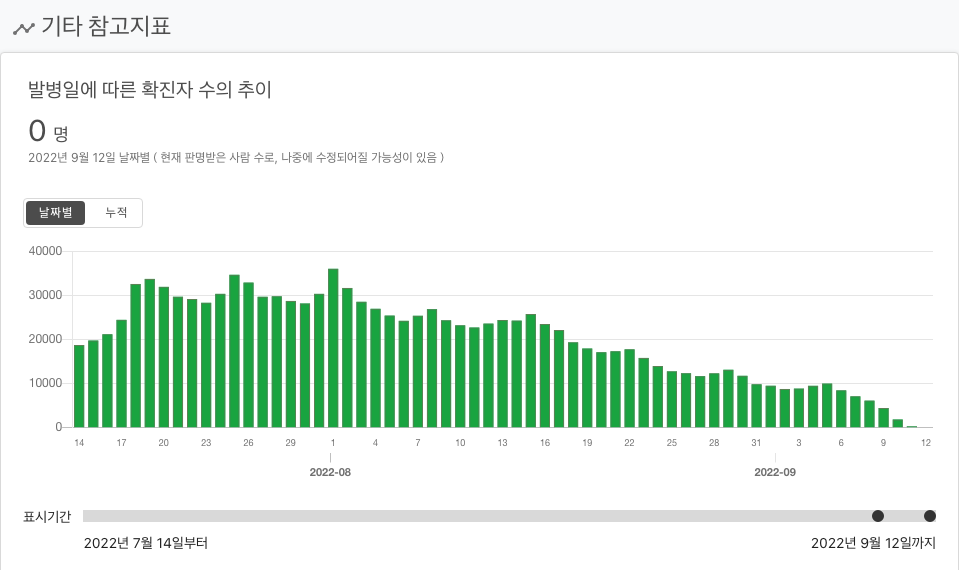 기타 참고지표
발병일에 따른 확진자 수의 추이
0 명
2022년 9월 12일 날짜별 ( 현재 판명받은 사람 수로, 나중에 수정되어질 가능성이 있음 )
날짜별 누적
40000
30000
20000
10000
0
14 17 20 23 26 29 1 4 7 10 13 16 19 22 25 28 31 3 6 9 12
2022-08 2022-09
표시기간
2022년 7월 14일부터 2022년 9월 12일까지